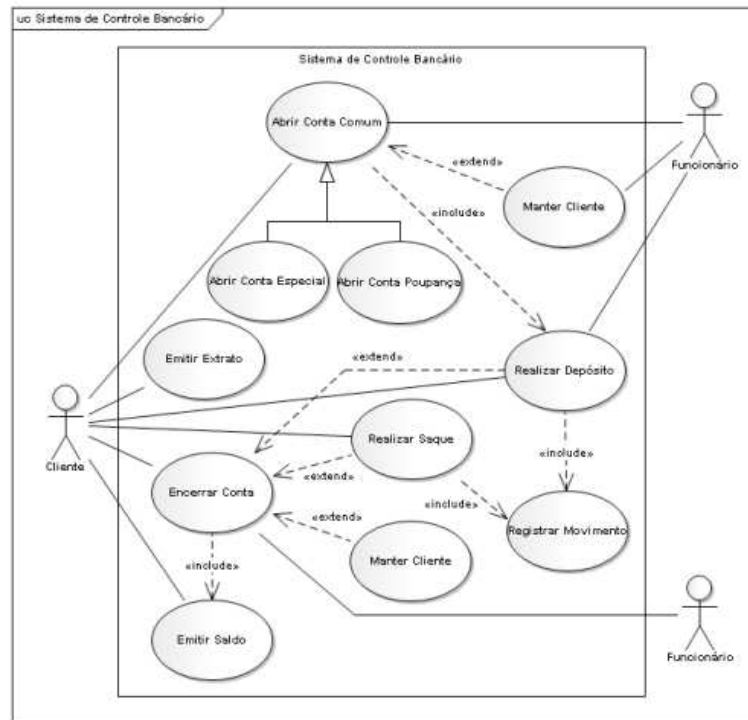 uc Sistema de Controle Bancário
Sistema de Controle Bancário
Abrir Conta Comum
Funcionário
«extend»
Manter Cliente
«include»
Abrir Conta Especial
Abrir Conta Poupança
Emitir Extrato
«extend»
Realizar Depósito
Cliente
Realizar Saque
«include»
Encerrar Conta
«extend»
«include»
«extend»
Registrar Movimento
Manter Cliente
«include»
Emitir Saldo
Funcionário